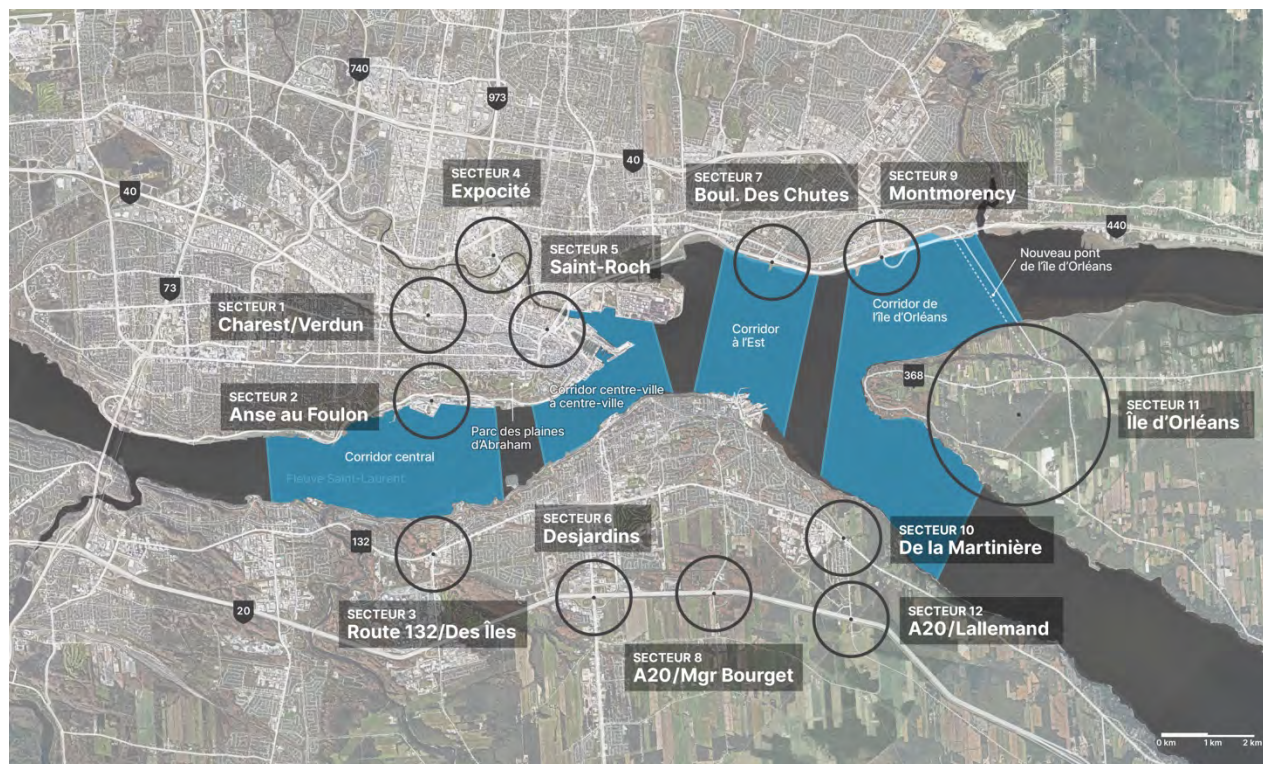 740
973
40
SECTEUR 4
Expocité
SECTEUR 7
Boul. Des Chutes
SECTEUR 9
Montmorency
40
440
SECTEUR 5
Saint-Roch
Nouveau pont
de l'île d'Orléans
73
SECTEUR 1
Charest/Verdun
Corridor de
l'île d'Orléans
Corridor
à l'Est
368
SECTEUR 2
Anse au Foulon
Corridor centre-ville
à centre-ville
SECTEUR 11
Île d'Orléans
Parc des plaines
d'Abraham
Corridor central
Fleuve Saint-Laurent
SECTEUR 6
Desjardins
132
SECTEUR 10
De la Martinière
SECTEUR 3
Route 132/Des Îles
20
SECTEUR 12
A20/Lallemand
SECTEUR 8
A20/Mgr Bourget
0 km 1 km 2 km